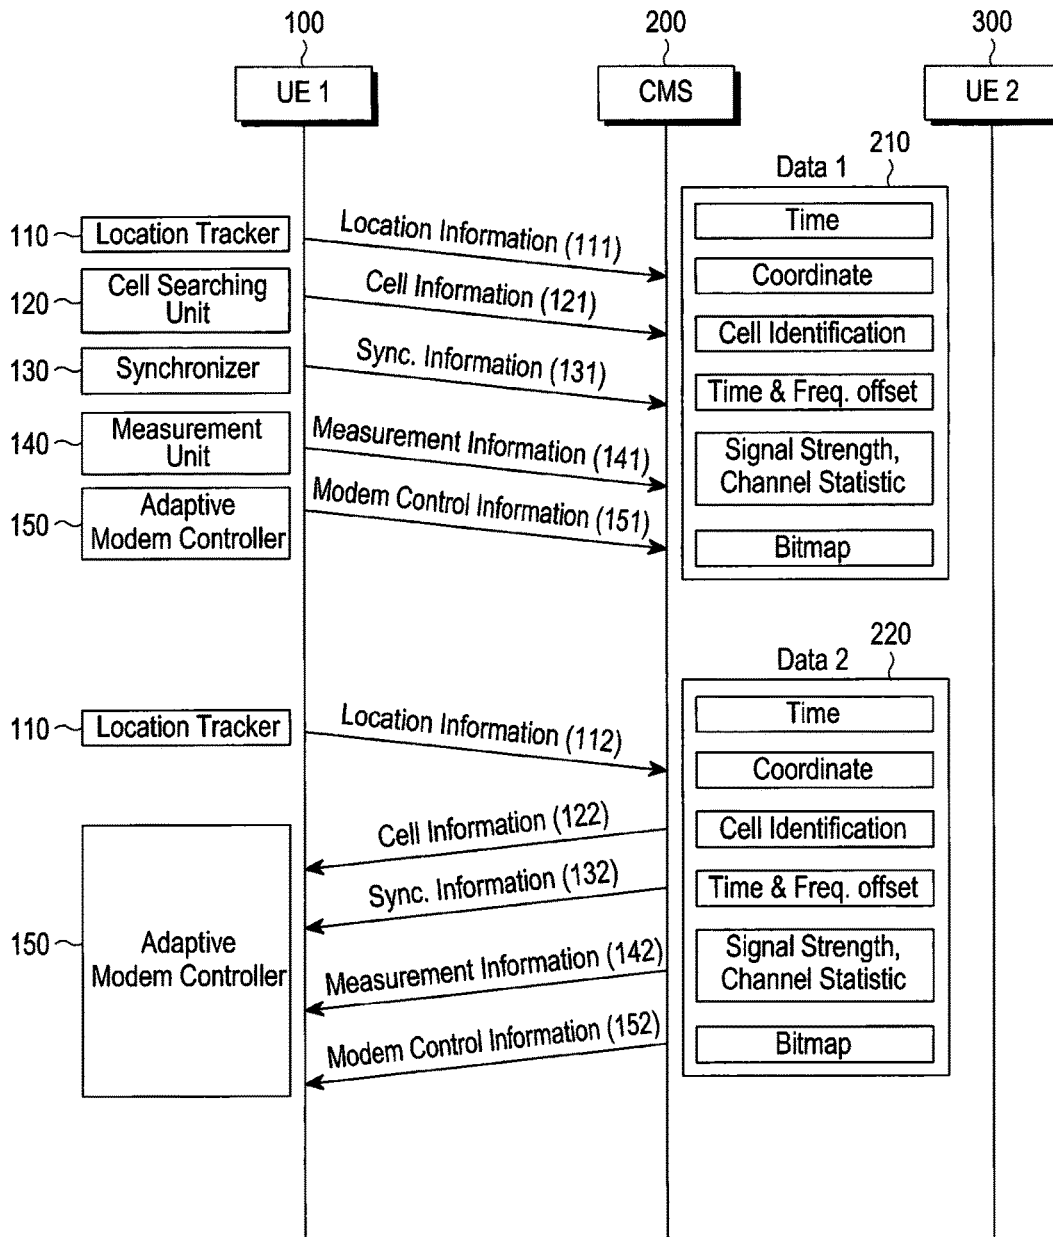 100
200
300
UE 1
CMS
UE 2
210
Data 1
110
Location Tracker
Location Information (111)
Time
120
Cell Searching
Unit
Cell Information (121)
Coordinate
Cell Identification
130
Synchronizer
Sync. Information (131)
Time & Freq. offset
140
Measurement
Unit
Measurement Information (141)
Signal Strength,
Channel Statistic
150
Adaptive
Modem Controller
Modem Control Information (151)
Bitmap
220
Data 2
110
Location Tracker
Location Information (112)
Time
Coordinate
Cell Information (122)
Cell Identification
Sync. Information (132)
Time & Freq. offset
150
Adaptive
Modem Controller
Measurement Information (142)
Signal Strength,
Channel Statistic
Modem Control Information (152)
Bitmap